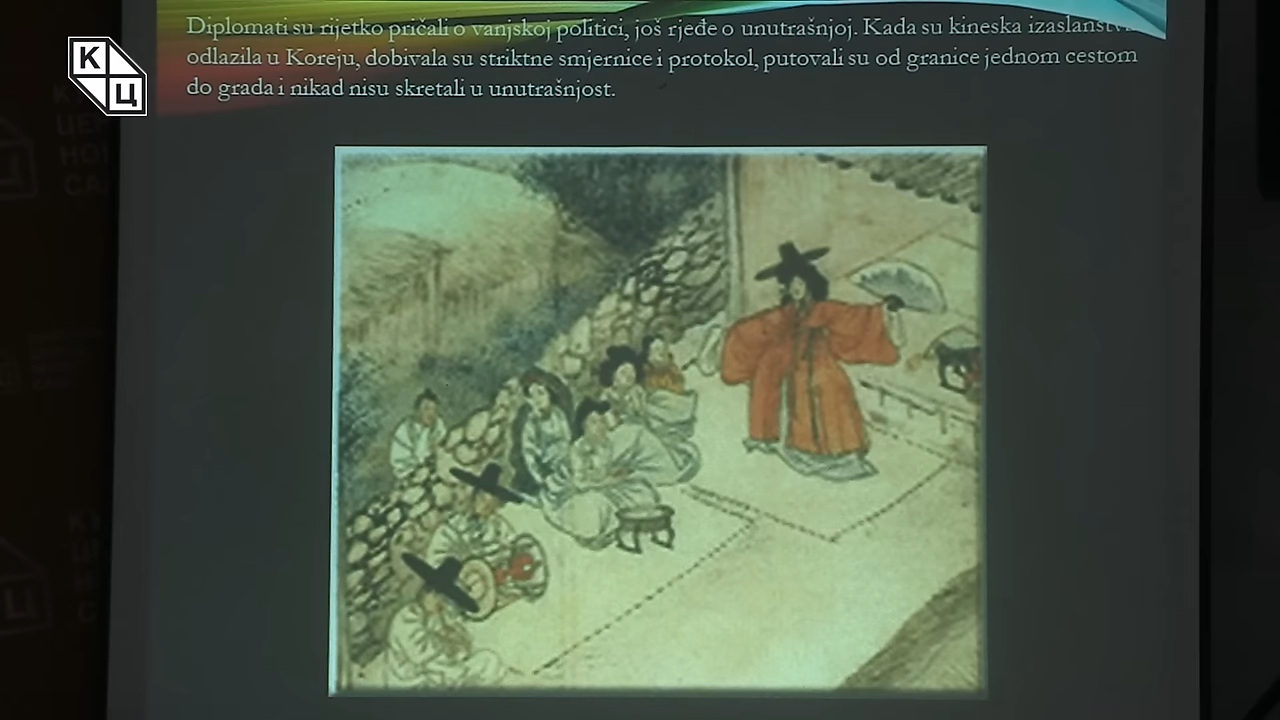 Diplomati su rijetko pričali o vanjskoj politici, još rjeđe o unutrašnjoj. Kada su kineska
odlazila u Koreju, dobivala su striktne smjernice i protokol, putovali su od granice jednom cestom
do grada i nikad nisu skretali u unutrašnjost.
К
Ц